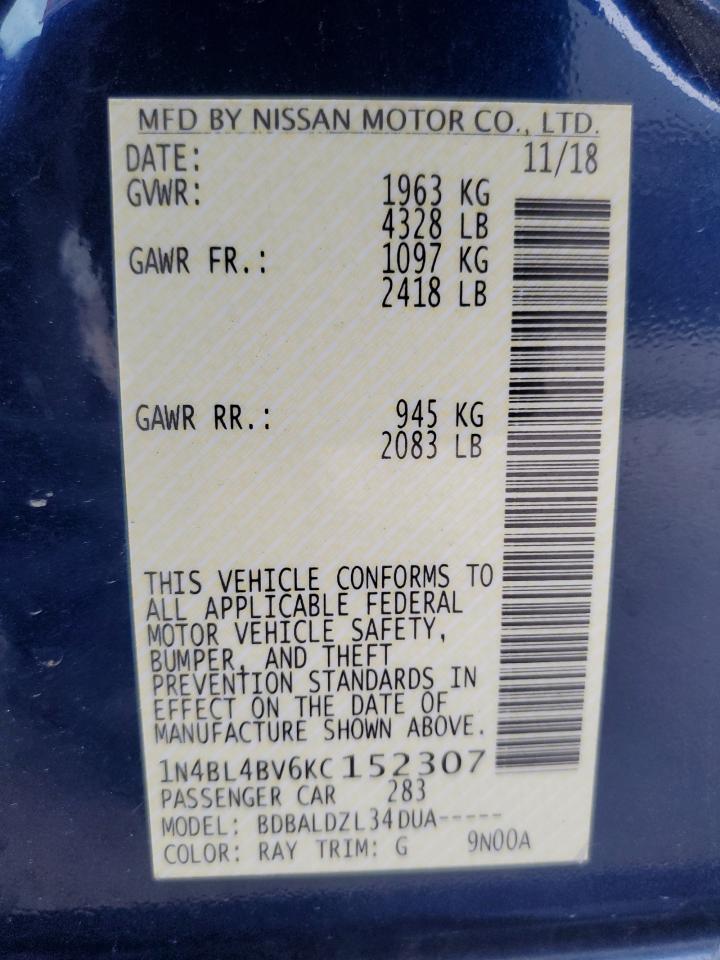 MFD BY NISSAN MOTOR CO., LTD.
DATE: 11/18
GVWR: 1963 KG
4328 LB
GAWR FR.: 1097 KG
2418 LB
GAWR RR.: 945 KG
2083 LB
THIS VEHICLE CONFORMS TO
ALL APPLICABLE FEDERAL
MOTOR VEHICLE SAFETY,
BUMPER, AND THEFT
PREVENTION STANDARDS IN
EFFECT ON THE DATE OF
MANUFACTURE SHOWN ABOVE.
1N4BL4BV6KC152307
PASSENGER CAR 283
MODEL: BDBALDZL34DUA-----
COLOR: RAY TRIM: G 9N00A